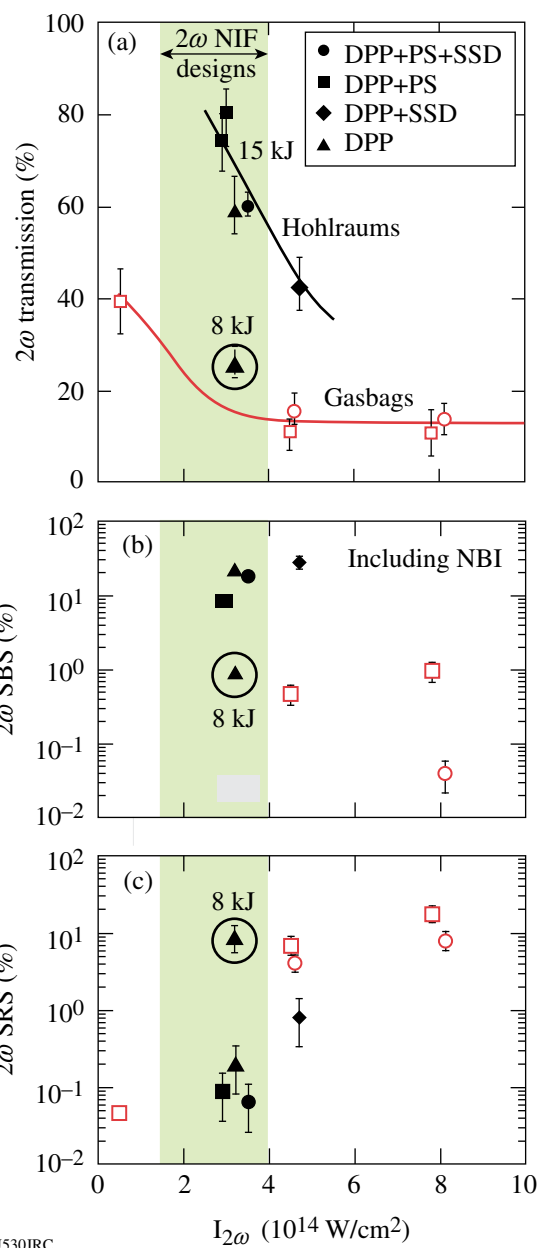 100
80
60
40
20
0
2ω transmission (%)
(a)
2ω NIF
designs
DPP+PS+SSD
DPP+PS
DPP+SSD
DPP
15 kJ
Hohlraums
8 kJ
Gasbags
10²
10¹
10⁰
10⁻¹
10⁻²
2ω SBS (%)
(b)
Including NBI
8 kJ
10²
10¹
10⁰
10⁻¹
10⁻²
2ω SRS (%)
(c)
8 kJ
0 2 4 6 8 10
I₂ω (10¹⁴ W/cm²)